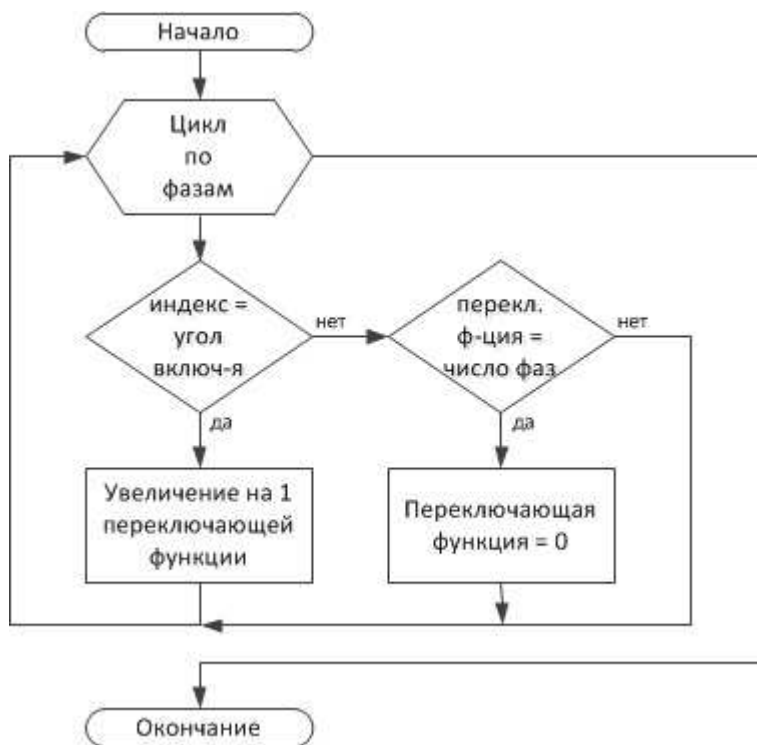 Начало
Цикл
по
фазам
индекс =
угол
включ-я
нет
перекл.
ф-ция =
число фаз
нет
да
да
Увеличение на 1
переключающей
функции
Переключающая
функция = 0
Окончание